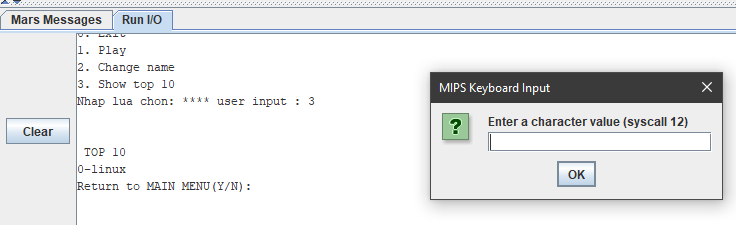 Mars Messages
Run I/O
0. Exit
1. Play
2. Change name
3. Show top 10
Nhap lua chon: **** user input : 3
Clear
TOP 10
0-linux
Return to MAIN MENU(Y/N):
MIPS Keyboard Input
?
Enter a character value (syscall 12)
OK